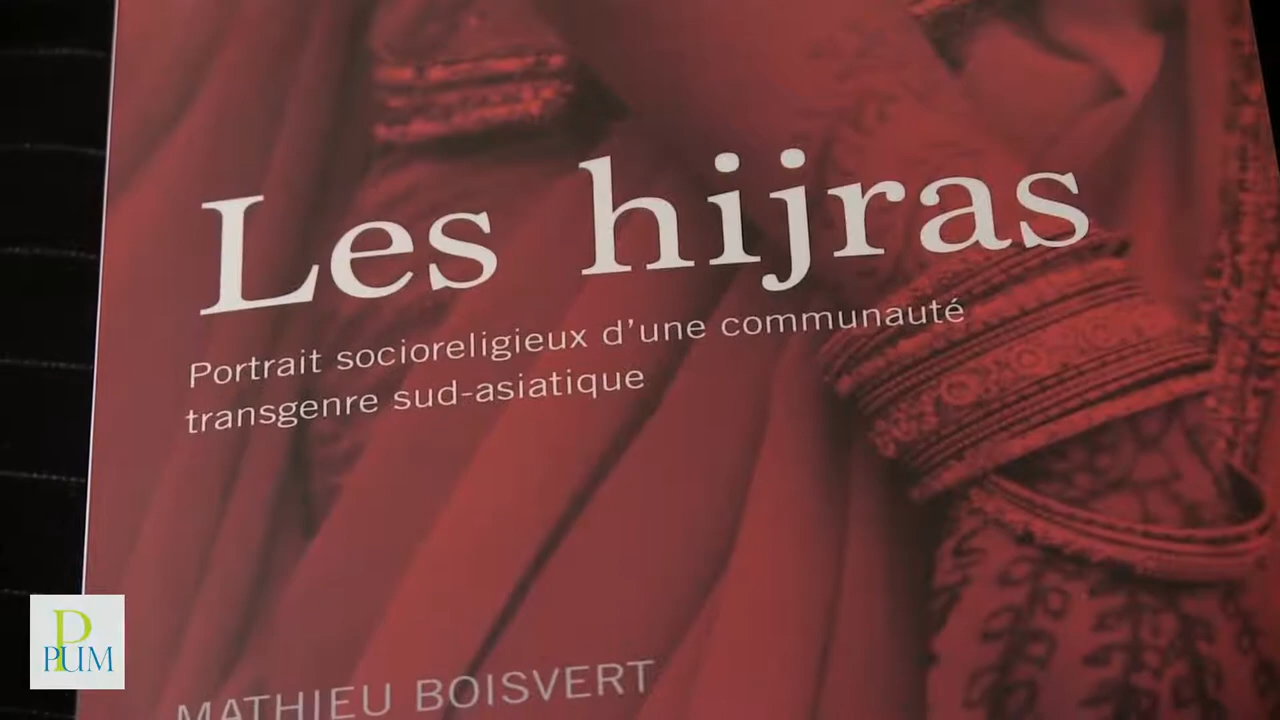 Les hijras
Portrait socioreligieux d'une communauté
transgenre sud-asiatique
MATHIEU BOISVERT
P
PUM